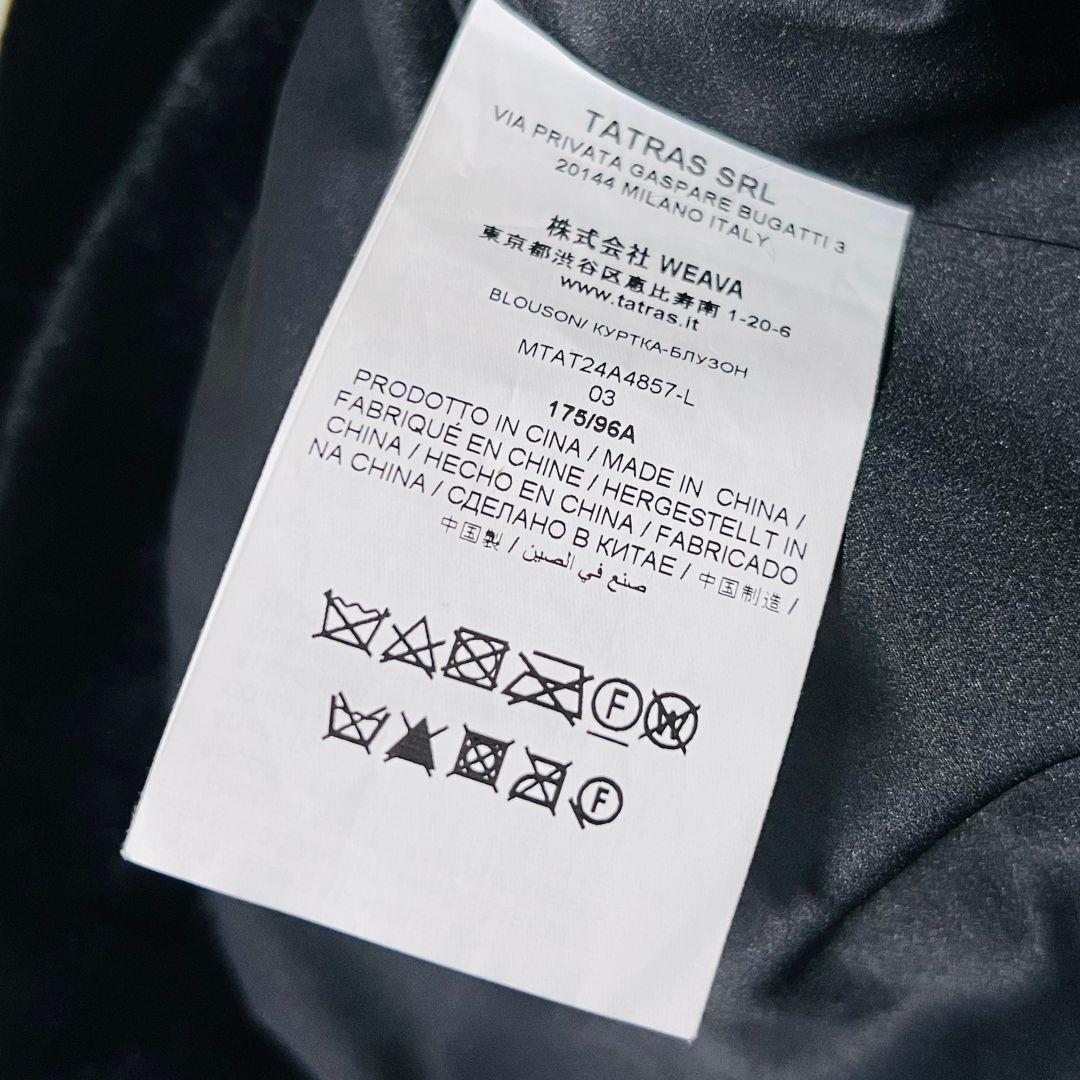 TATRAS SRL
VIA PRIVATA GASPARE BUGATTI 3
20144 MILANO ITALY
株式会社 WEAVA
東京都渋谷区恵比寿南 1-20-6
www.tatras.it
BLOUSON/ КУРТКА-БЛУЗОН
MTAT24A4857-L
03
175/96A
PRODOTTO IN CINA / MADE IN CHINA /
FABRIQUÉ EN CHINE / HERGESTELLT IN
CHINA / HECHO EN CHINA / FABRICADO
NA CHINA / СДЕЛАНО В КИТАЕ / 中国制造 /
中国製 / صنع في الصين
F W
F